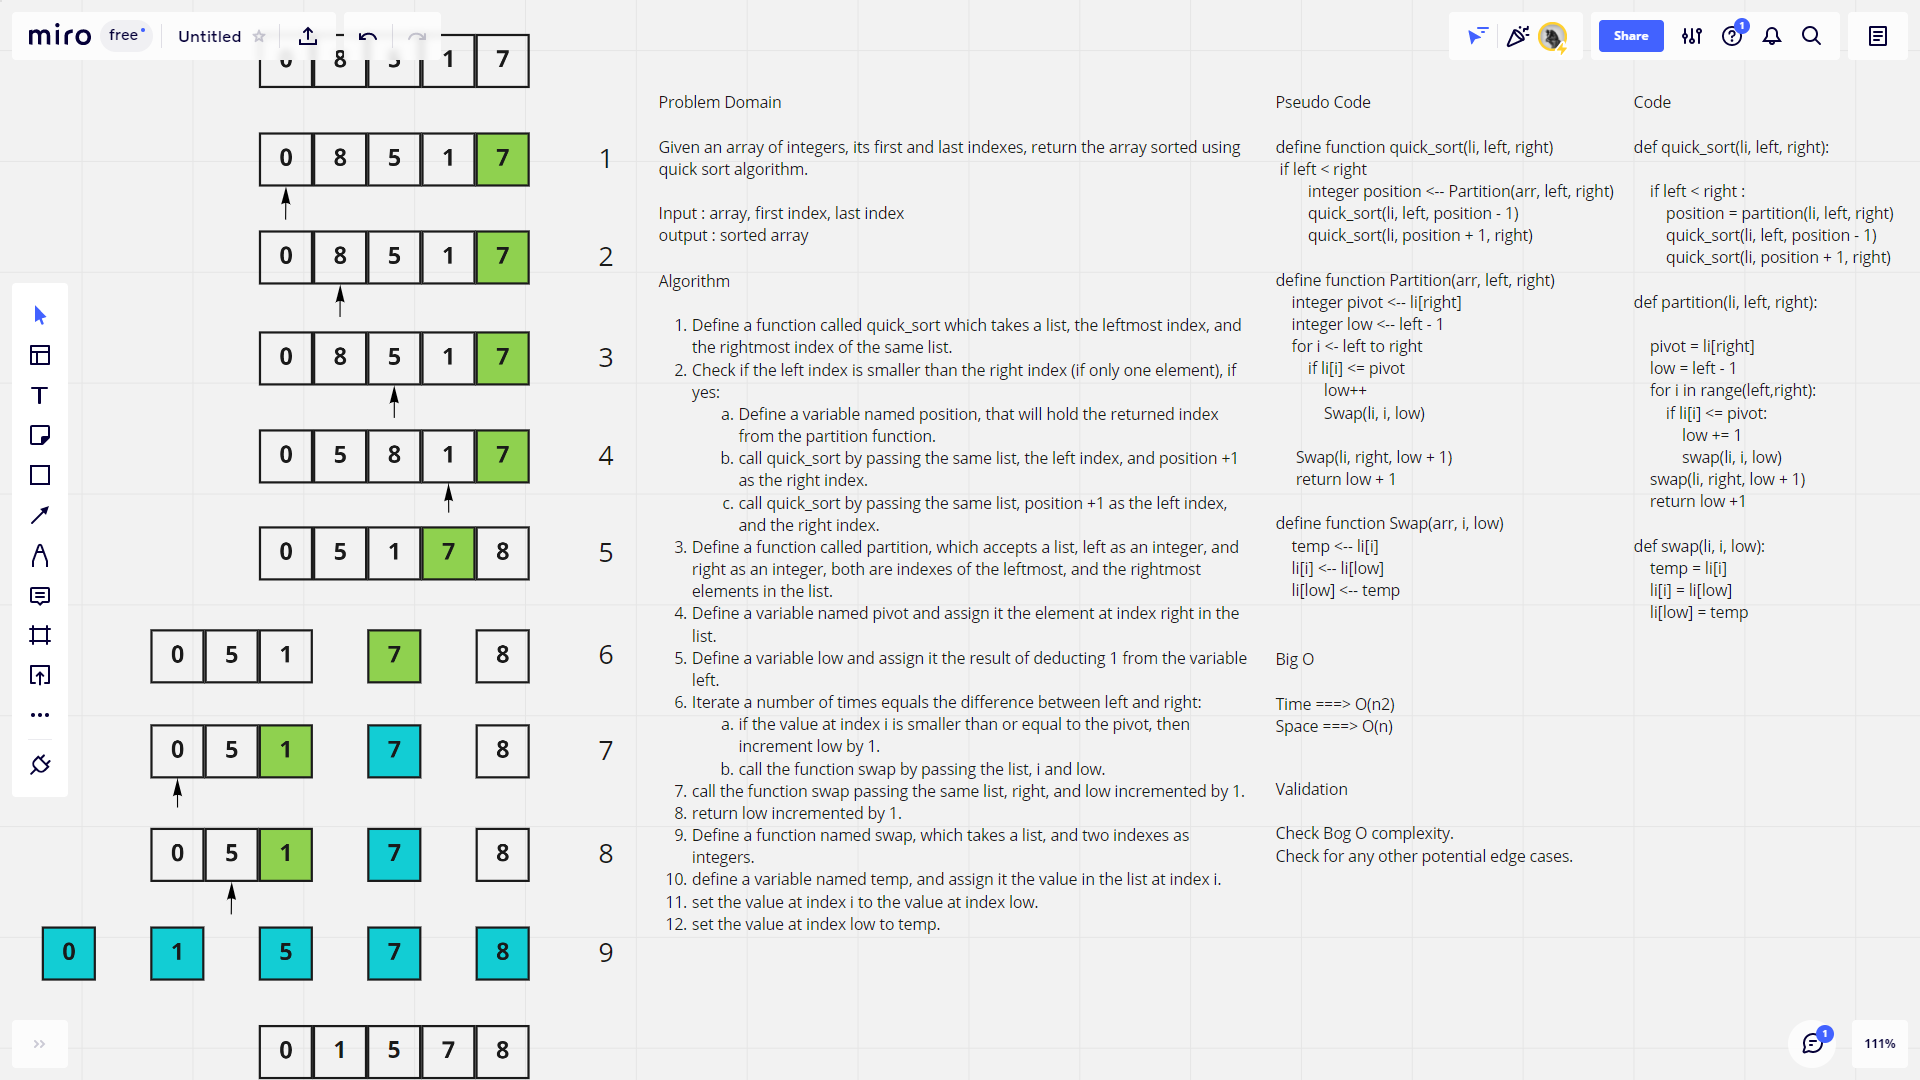 miro
free
Untitled
Share
1
0 8 5 1 7
0 8 5 1 7
1
0 8 5 1 7
2
0 8 5 1 7
3
0 5 8 1 7
4
0 5 1 7 8
5
0 5 1 7 8
6
0 5 1 7 8
7
0 5 1 7 8
8
0 1 5 7 8
9
0 1 5 7 8
Problem Domain
Given an array of integers, its first and last indexes, return the array sorted using
quick sort algorithm.
Input : array, first index, last index
output : sorted array
Algorithm
1. Define a function called quick_sort which takes a list, the leftmost index, and
the rightmost index of the same list.
2. Check if the left index is smaller than the right index (if only one element), if
yes:
a. Define a variable named position, that will hold the returned index
from the partition function.
b. call quick_sort by passing the same list, the left index, and position +1
as the right index.
c. call quick_sort by passing the same list, position +1 as the left index,
and the right index.
3. Define a function called partition, which accepts a list, left as an integer, and
right as an integer, both are indexes of the leftmost, and the rightmost
elements in the list.
4. Define a variable named pivot and assign it the element at index right in the
list.
5. Define a variable low and assign it the result of deducting 1 from the variable
left.
6. Iterate a number of times equals the difference between left and right:
a. if the value at index i is smaller than or equal to the pivot, then
increment low by 1.
b. call the function swap by passing the list, i and low.
7. call the function swap passing the same list, right, and low incremented by 1.
8. return low incremented by 1.
9. Define a function named swap, which takes a list, and two indexes as
integers.
10. define a variable named temp, and assign it the value in the list at index i.
11. set the value at index i to the value at index low.
12. set the value at index low to temp.
Pseudo Code
define function quick_sort(li, left, right)
if left < right
integer position <-- Partition(arr, left, right)
quick_sort(li, left, position - 1)
quick_sort(li, position + 1, right)
define function Partition(arr, left, right)
integer pivot <-- li[right]
integer low <-- left - 1
for i <- left to right
if li[i] <= pivot
low++
Swap(li, i, low)
Swap(li, right, low + 1)
return low + 1
define function Swap(arr, i, low)
temp <-- li[i]
li[i] <-- li[low]
li[low] <-- temp
Big O
Time ===> O(n2)
Space ===> O(n)
Validation
Check Bog O complexity.
Check for any other potential edge cases.
Code
def quick_sort(li, left, right):
if left < right :
position = partition(li, left, right)
quick_sort(li, left, position - 1)
quick_sort(li, position + 1, right)
def partition(li, left, right):
pivot = li[right]
low = left - 1
for i in range(left,right):
if li[i] <= pivot:
low += 1
swap(li, i, low)
swap(li, right, low + 1)
return low +1
def swap(li, i, low):
temp = li[i]
li[i] = li[low]
li[low] = temp
1
111%